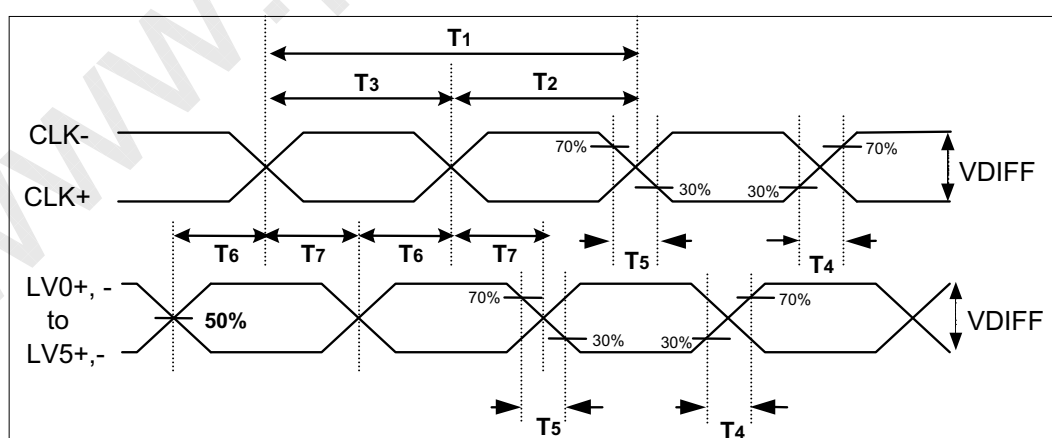 www.p
T1
T3 T2
CLK-
70% 70%
VDIFF
30% 30%
CLK+
T6 T7 T6 T7 T5 T4
LV0+, -
70% 70%
to
50%
VDIFF
30% 30%
LV5+,-
T5 T4